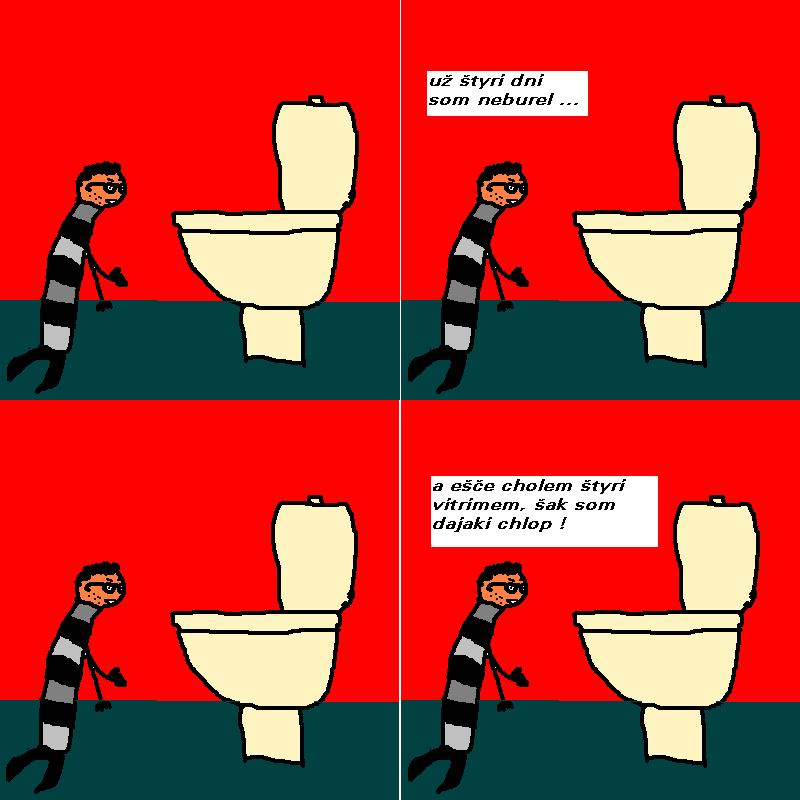 už štyri dni
som neburel ...
a ešče cholem štyri
vitrimem, šak som
dajaki chlop !